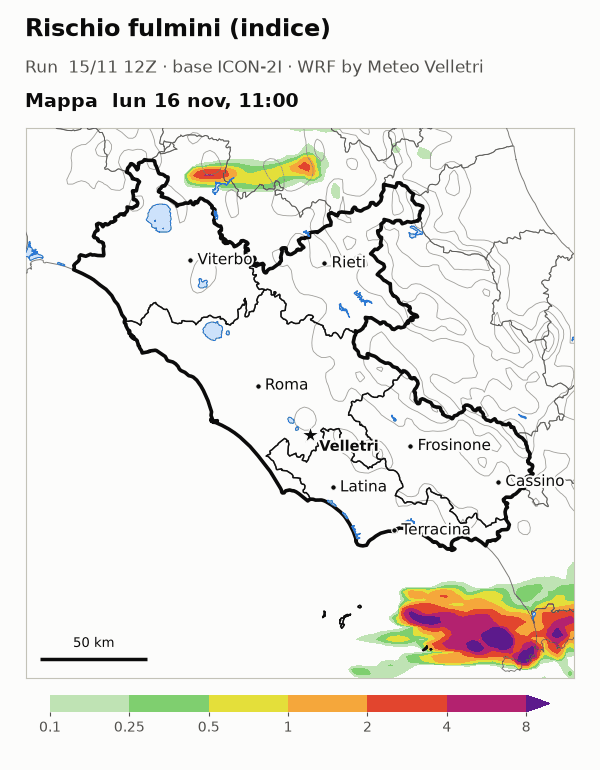 Rischio fulmini (indice)
Run  15/11 12Z · base ICON-2I · WRF by Meteo Velletri
Mappa  lun 16 nov, 11:00
Viterbo
Rieti
Roma
Velletri
Frosinone
Latina
Cassino
Terracina
50 km
0.1 0.25 0.5 1 2 4 8